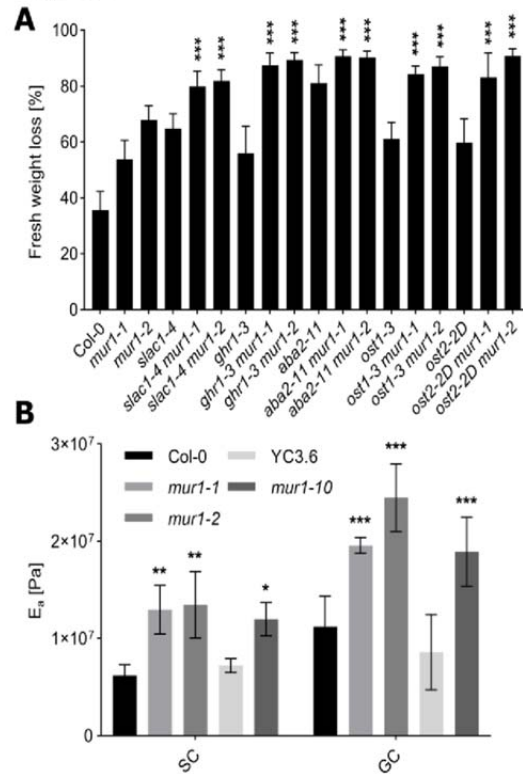 A
Fresh weight loss [%]
100
80
60
40
20
0
*** *** *** *** *** *** *** *** *** ***
Col-0
mur1-1
mur1-2
slac1-4
slac1-4 mur1-1
slac1-4 mur1-2
ghr1-3
ghr1-3 mur1-1
ghr1-3 mur1-2
aba2-11
aba2-11 mur1-1
aba2-11 mur1-2
ost1-3
ost1-3 mur1-1
ost1-3 mur1-2
ost2-2D
ost2-2D mur1-1
ost2-2D mur1-2
B
Eₐ [Pa]
3×10⁷
2×10⁷
1×10⁷
0
Col-0 YC3.6
mur1-1 mur1-10
mur1-2
** ** * *** *** ***
SC GC